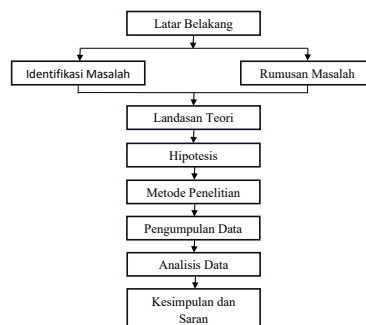 Latar Belakang
Identifikasi Masalah
Rumusan Masalah
Landasan Teori
Hipotesis
Metode Penelitian
Pengumpulan Data
Analisis Data
Kesimpulan dan
Saran